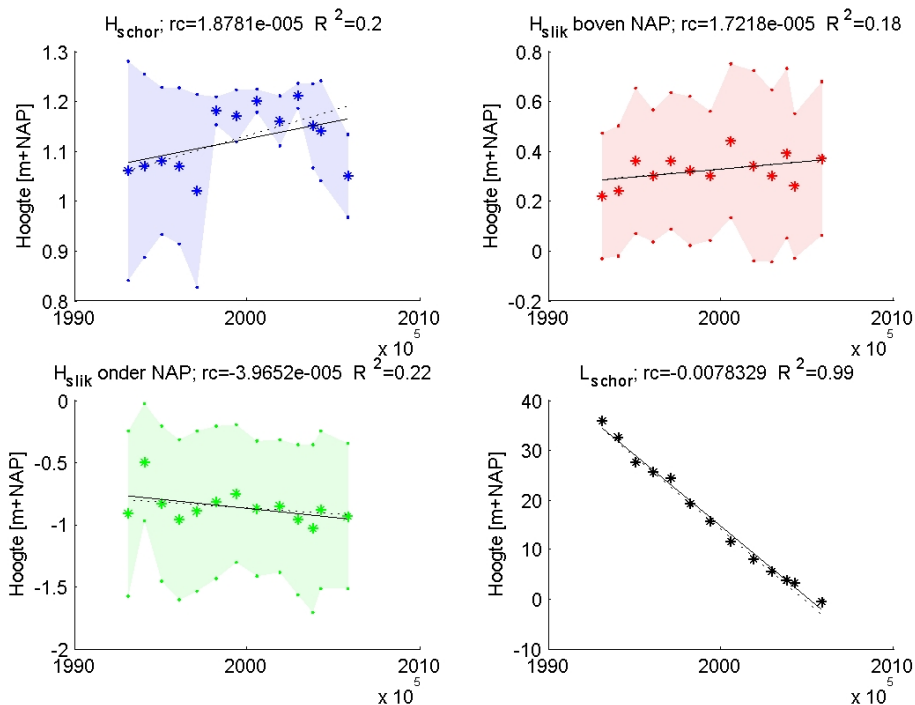 H_schor; rc=1.8781e-005 R^2=0.2
1.3
1.2
1.1
1
0.9
0.8
Hoogte [m+NAP]
1990
2000
2010
x 10^5
H_slik boven NAP; rc=1.7218e-005 R^2=0.18
0.8
0.6
0.4
0.2
0
-0.2
Hoogte [m+NAP]
1990
2000
2010
x 10^5
H_slik onder NAP; rc=-3.9652e-005 R^2=0.22
0
-0.5
-1
-1.5
-2
Hoogte [m+NAP]
1990
2000
2010
x 10^5
L_schor; rc=-0.0078329 R^2=0.99
40
30
20
10
0
-10
Hoogte [m+NAP]
1990
2000
2010
x 10^5